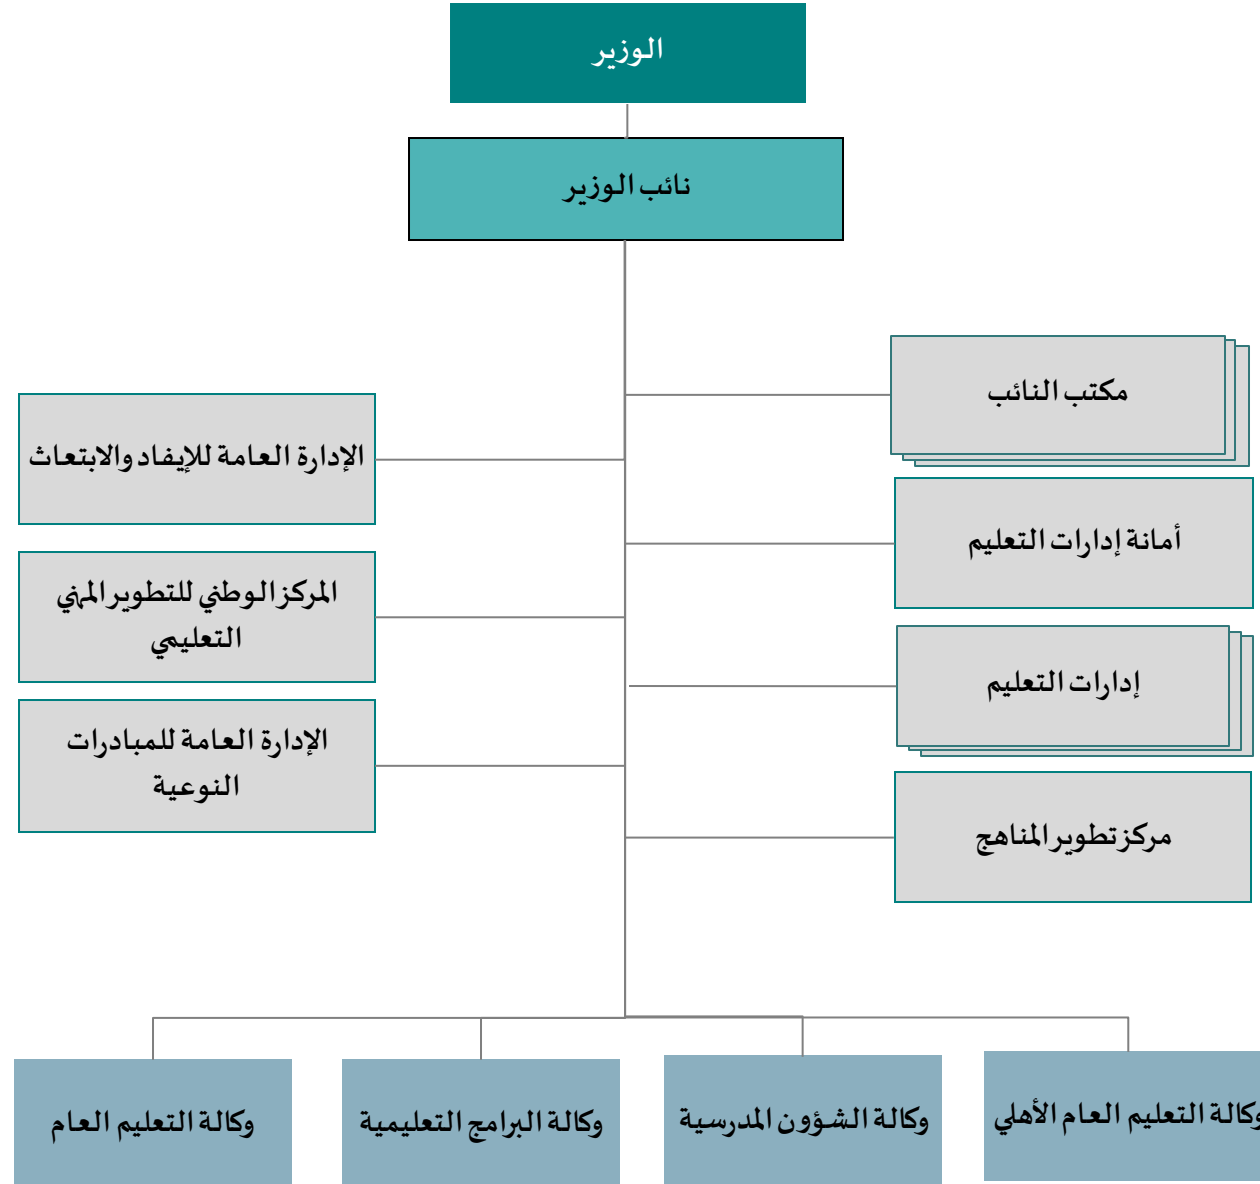 الوزير
نائب الوزير
مكتب النائب
الإدارة العامة للإيفاد والابتعاث
أمانة إدارات التعليم
المركز الوطني للتطوير المهني
التعليمي
إدارات التعليم
الإدارة العامة للمبادرات
النوعية
مركز تطوير المناهج
وكالة التعليم العام الأهلي
وكالة الشؤون المدرسية
وكالة البرامج التعليمية
وكالة التعليم العام